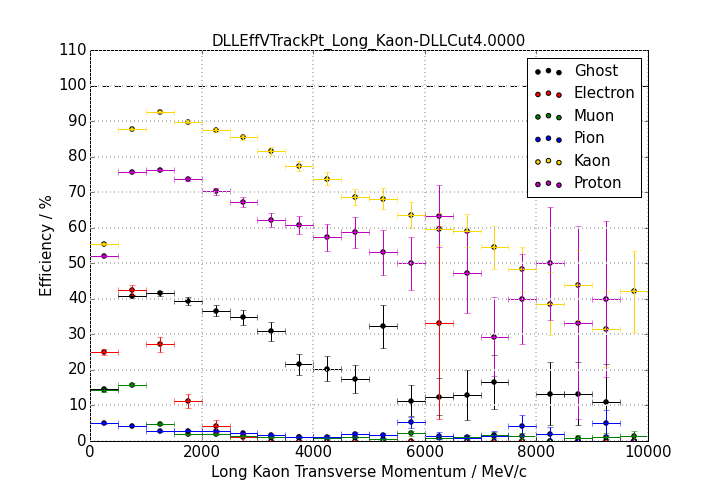 DLLEffVTrackPt_Long_Kaon-DLLCut4.0000
110
100
90
80
70
60
50
40
30
20
10
0
Efficiency / %
Ghost
Electron
Muon
Pion
Kaon
Proton
0 2000 4000 6000 8000 10000
Long Kaon Transverse Momentum / MeV/c